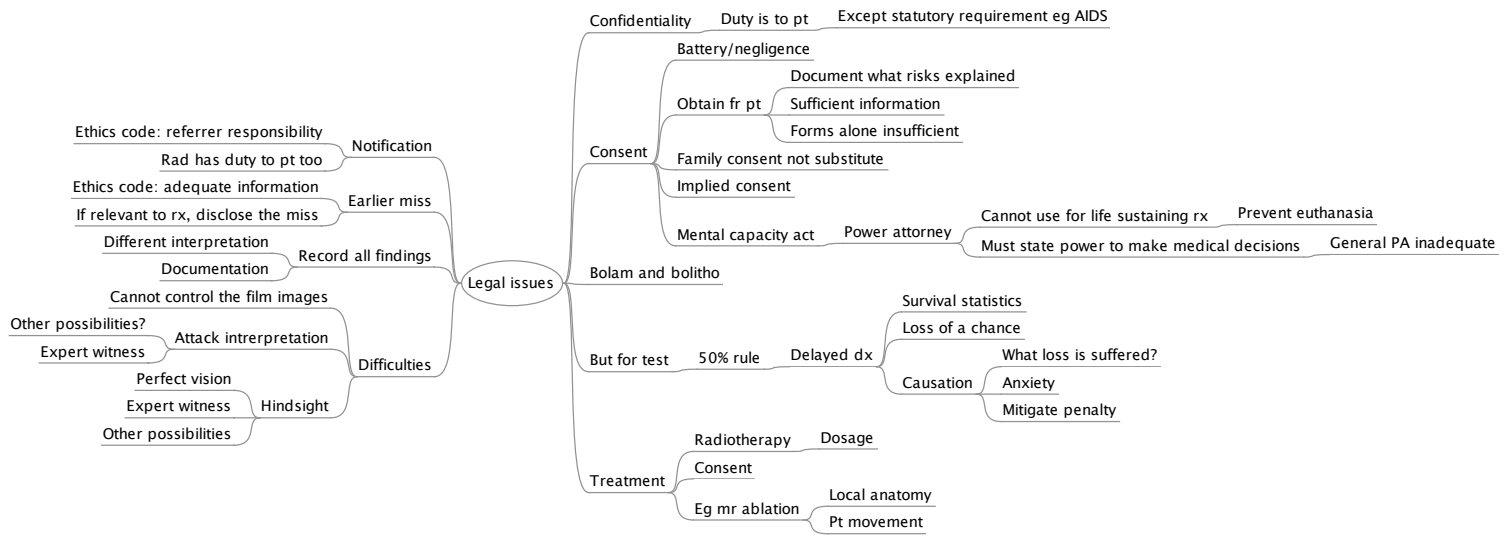 Legal issues
Notification
Ethics code: referrer responsibility
Rad has duty to pt too
Earlier miss
Ethics code: adequate information
If relevant to rx, disclose the miss
Record all findings
Different interpretation
Documentation
Difficulties
Cannot control the film images
Attack intrerpretation
Other possibilities?
Expert witness
Hindsight
Perfect vision
Expert witness
Other possibilities
Confidentiality
Duty is to pt
Except statutory requirement eg AIDS
Consent
Battery/negligence
Obtain fr pt
Document what risks explained
Sufficient information
Forms alone insufficient
Family consent not substitute
Implied consent
Mental capacity act
Power attorney
Cannot use for life sustaining rx
Prevent euthanasia
Must state power to make medical decisions
General PA inadequate
Bolam and bolitho
But for test
50% rule
Delayed dx
Survival statistics
Loss of a chance
Causation
What loss is suffered?
Anxiety
Mitigate penalty
Treatment
Radiotherapy
Dosage
Consent
Eg mr ablation
Local anatomy
Pt movement